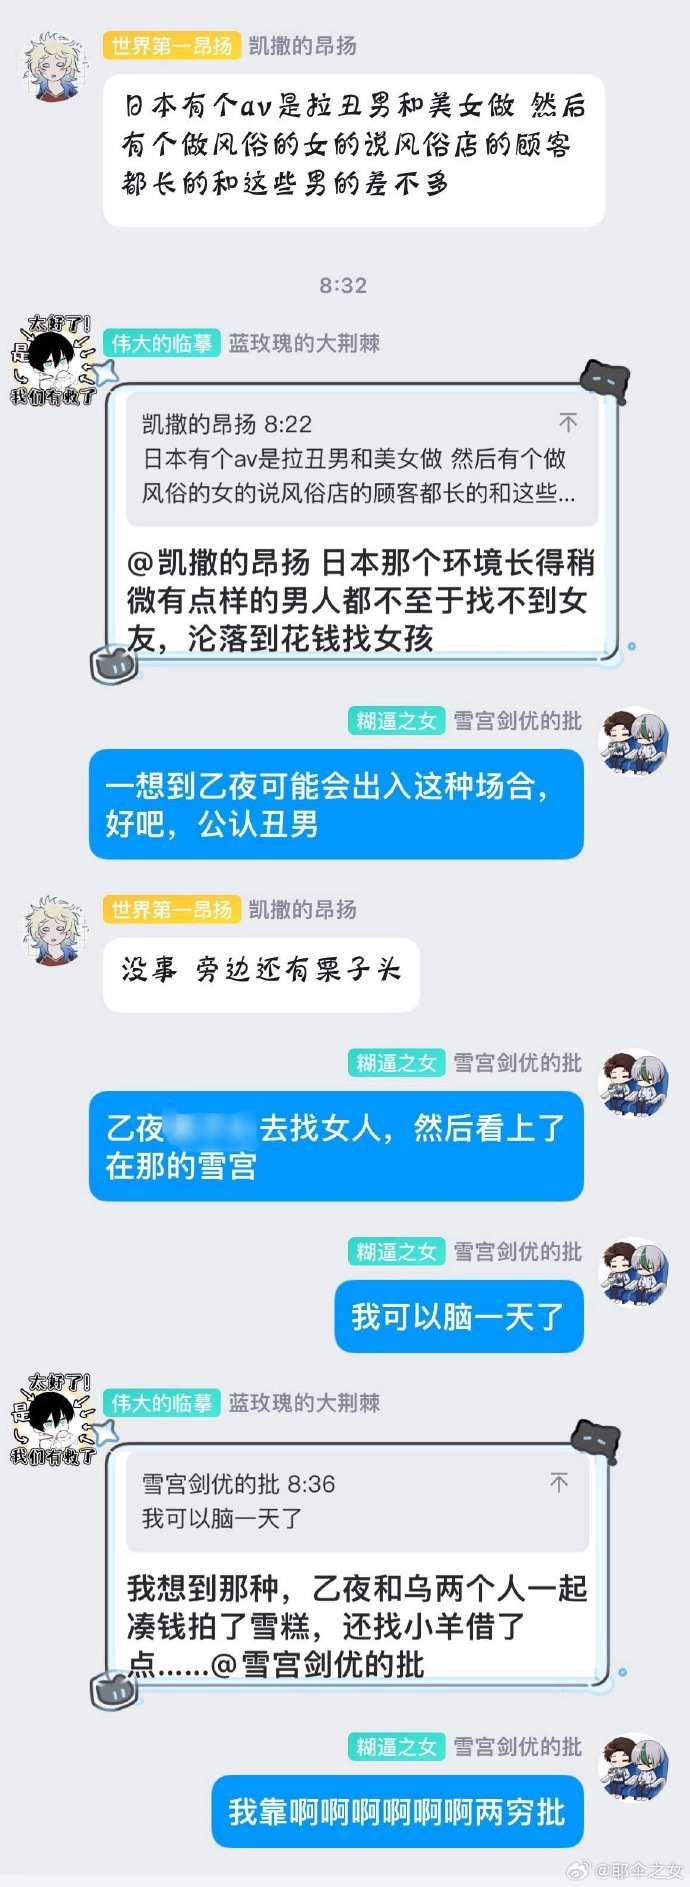 世界第一昂扬 凯撒的昂扬
日本有个av是拉丑男和美女做 然后
有个做风俗的女的说风俗店的顾客
都长的和这些男的差不多
8:32
太好了!
是
我们有救了
伟大的临摹 蓝玫瑰的大荆棘
凯撒的昂扬 8:22
日本有个av是拉丑男和美女做 然后有个做
风俗的女的说风俗店的顾客都长的和这些...
@凯撒的昂扬 日本那个环境长得稍
微有点样的男人都不至于找不到女
友，沦落到花钱找女孩
糊逼之女 雪宫剑优的批
一想到乙夜可能会出入这种场合，
好吧，公认丑男
世界第一昂扬 凯撒的昂扬
没事 旁边还有栗子头
糊逼之女 雪宫剑优的批
乙夜 去找女人，然后看上了
在那的雪宫
糊逼之女 雪宫剑优的批
我可以脑一天了
太好了!
是
我们有救了
伟大的临摹 蓝玫瑰的大荆棘
雪宫剑优的批 8:36
我可以脑一天了
我想到那种，乙夜和乌两个人一起
凑钱拍了雪糕，还找小羊借了
点......@雪宫剑优的批
糊逼之女 雪宫剑优的批
我靠啊啊啊啊啊啊两穷批
@耶伞之女